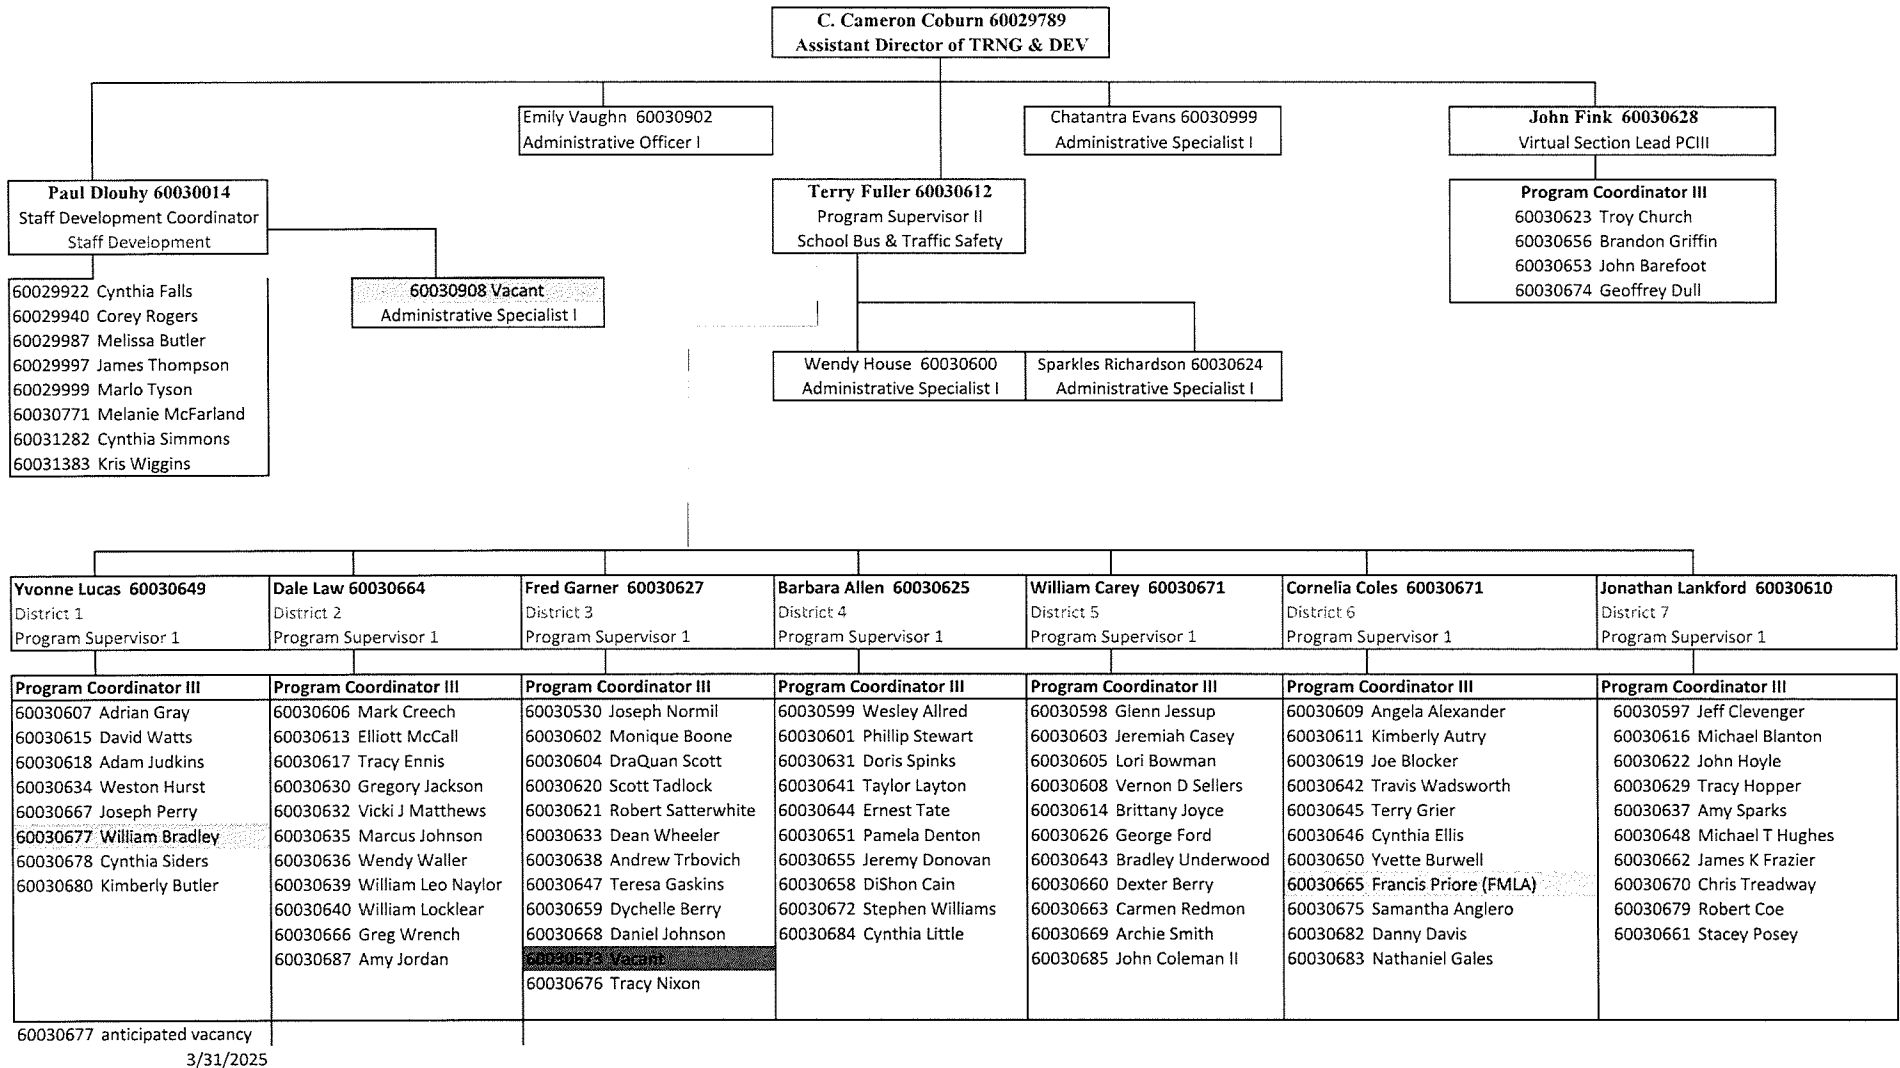 C. Cameron Coburn 60029789
Assistant Director of TRNG & DEV
Emily Vaughn 60030902
Administrative Officer I
Chatantra Evans 60030999
Administrative Specialist I
John Fink 60030628
Virtual Section Lead PCIII
Paul Dlouhy 60030014
Staff Development Coordinator
Staff Development
Terry Fuller 60030612
Program Supervisor II
School Bus & Traffic Safety
Program Coordinator III
60030623 Troy Church
60030656 Brandon Griffin
60030653 John Barefoot
60030674 Geoffrey Dull
60029922 Cynthia Falls
60029940 Corey Rogers
60029987 Melissa Butler
60029997 James Thompson
60029999 Marlo Tyson
60030771 Melanie McFarland
60031282 Cynthia Simmons
60031383 Kris Wiggins
60030908 Vacant
Administrative Specialist I
Wendy House 60030600
Administrative Specialist I
Sparkles Richardson 60030624
Administrative Specialist I
Yvonne Lucas 60030649
District 1
Program Supervisor 1
Dale Law 60030664
District 2
Program Supervisor 1
Fred Garner 60030627
District 3
Program Supervisor 1
Barbara Allen 60030625
District 4
Program Supervisor 1
William Carey 60030671
District 5
Program Supervisor 1
Cornelia Coles 60030671
District 6
Program Supervisor 1
Jonathan Lankford 60030610
District 7
Program Supervisor 1
Program Coordinator III
60030607 Adrian Gray
60030615 David Watts
60030618 Adam Judkins
60030634 Weston Hurst
60030667 Joseph Perry
60030677 William Bradley
60030678 Cynthia Siders
60030680 Kimberly Butler
Program Coordinator III
60030606 Mark Creech
60030613 Elliott McCall
60030617 Tracy Ennis
60030630 Gregory Jackson
60030632 Vicki J Matthews
60030635 Marcus Johnson
60030636 Wendy Waller
60030639 William Leo Naylor
60030640 William Locklear
60030666 Greg Wrench
60030687 Amy Jordan
Program Coordinator III
60030530 Joseph Normil
60030602 Monique Boone
60030604 DraQuan Scott
60030620 Scott Tadlock
60030621 Robert Satterwhite
60030633 Dean Wheeler
60030638 Andrew Trbovich
60030647 Teresa Gaskins
60030659 Dychelle Berry
60030668 Daniel Johnson
60030673 Vacant
60030676 Tracy Nixon
Program Coordinator III
60030599 Wesley Allred
60030601 Phillip Stewart
60030631 Doris Spinks
60030641 Taylor Layton
60030644 Ernest Tate
60030651 Pamela Denton
60030655 Jeremy Donovan
60030658 DiShon Cain
60030672 Stephen Williams
60030684 Cynthia Little
Program Coordinator III
60030598 Glenn Jessup
60030603 Jeremiah Casey
60030605 Lori Bowman
60030608 Vernon D Sellers
60030614 Brittany Joyce
60030626 George Ford
60030643 Bradley Underwood
60030660 Dexter Berry
60030663 Carmen Redmon
60030669 Archie Smith
60030685 John Coleman II
Program Coordinator III
60030609 Angela Alexander
60030611 Kimberly Autry
60030619 Joe Blocker
60030642 Travis Wadsworth
60030645 Terry Grier
60030646 Cynthia Ellis
60030650 Yvette Burwell
60030665 Francis Priore (FMLA)
60030675 Samantha Anglero
60030682 Danny Davis
60030683 Nathaniel Gales
Program Coordinator III
60030597 Jeff Clevenger
60030616 Michael Blanton
60030622 John Hoyle
60030629 Tracy Hopper
60030637 Amy Sparks
60030648 Michael T Hughes
60030662 James K Frazier
60030670 Chris Treadway
60030679 Robert Coe
60030661 Stacey Posey
60030677 anticipated vacancy
3/31/2025